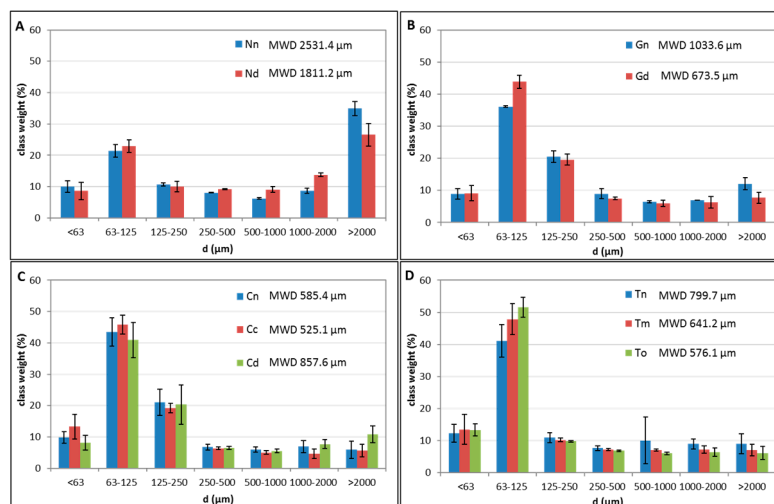 A
Nn MWD 2531.4 µm
Nd MWD 1811.2 µm
class weight (%)
60
50
40
30
20
10
0
<63 63-125 125-250 250-500 500-1000 1000-2000 >2000
d (µm)
B
Gn MWD 1033.6 µm
Gd MWD 673.5 µm
class weight (%)
60
50
40
30
20
10
0
<63 63-125 125-250 250-500 500-1000 1000-2000 >2000
d (µm)
C
Cn MWD 585.4 µm
Cc MWD 525.1 µm
Cd MWD 857.6 µm
class weight (%)
60
50
40
30
20
10
0
<63 63-125 125-250 250-500 500-1000 1000-2000 >2000
d (µm)
D
Tn MWD 799.7 µm
Tm MWD 641.2 µm
To MWD 576.1 µm
class weight (%)
60
50
40
30
20
10
0
<63 63-125 125-250 250-500 500-1000 1000-2000 >2000
d (µm)